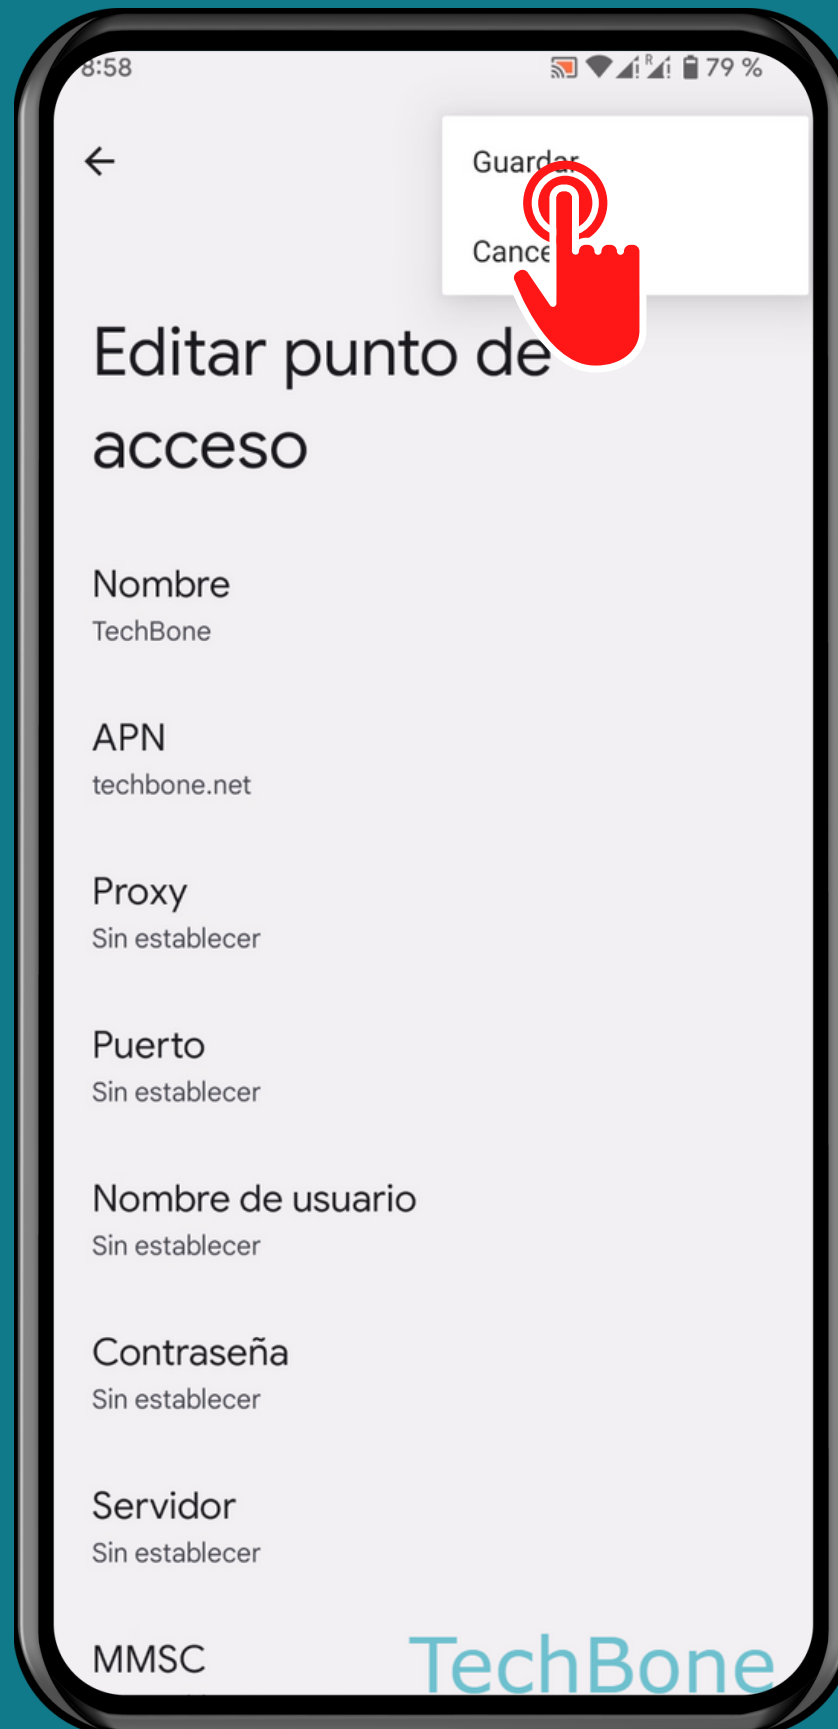 8:58
R
79 %
Guardar
Editar punto de
acceso
Nombre
TechBone
APN
techbone.net
Proxy
Sin establecer
Puerto
Sin establecer
Nombre de usuario
Sin establecer
Contraseña
Sin establecer
Servidor
Sin establecer
MMSC
TechBone